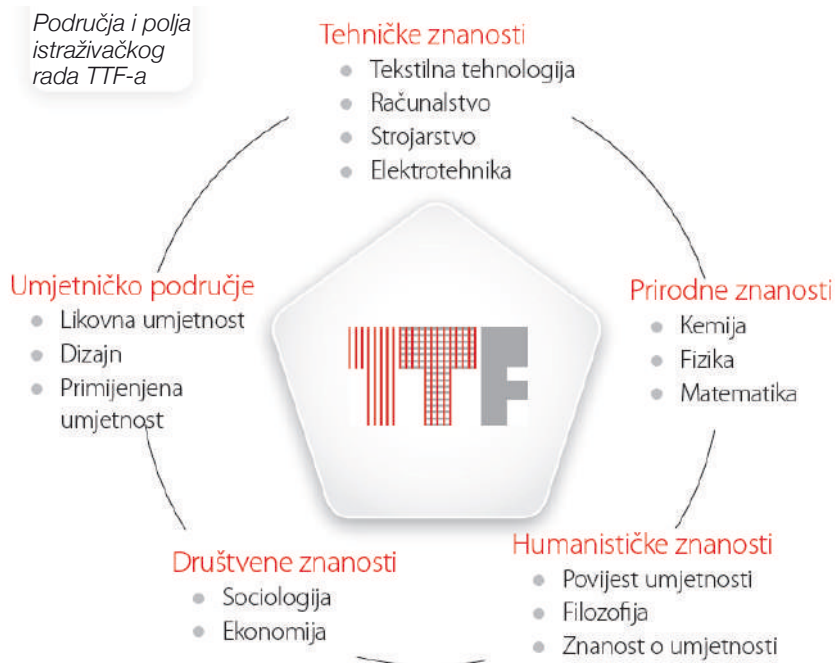 Područja i polja
istraživačkog
rada TTF-a
Tehničke znanosti
Tekstilna tehnologija
Računalstvo
Strojarstvo
Elektrotehnika
Umjetničko područje
Likovna umjetnost
Dizajn
Primijenjena
umjetnost
Prirodne znanosti
Kemija
Fizika
Matematika
TTF
Društvene znanosti
Sociologija
Ekonomija
Humanističke znanosti
Povijest umjetnosti
Filozofija
Znanost o umjetnosti